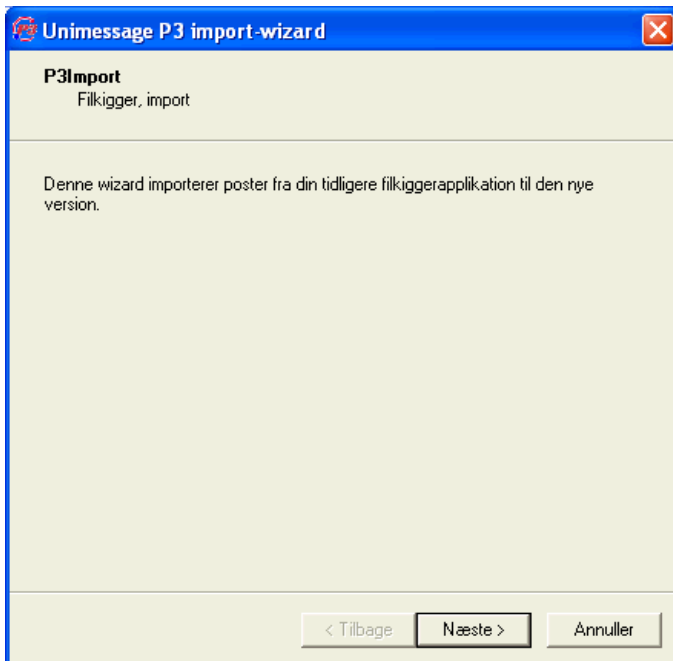 Unimessage P3 import-wizard
P3Import
Filkigger, import
Denne wizard importerer poster fra din tidligere filkiggerapplikation til den nye
version.
< Tilbage Næste > Annuller